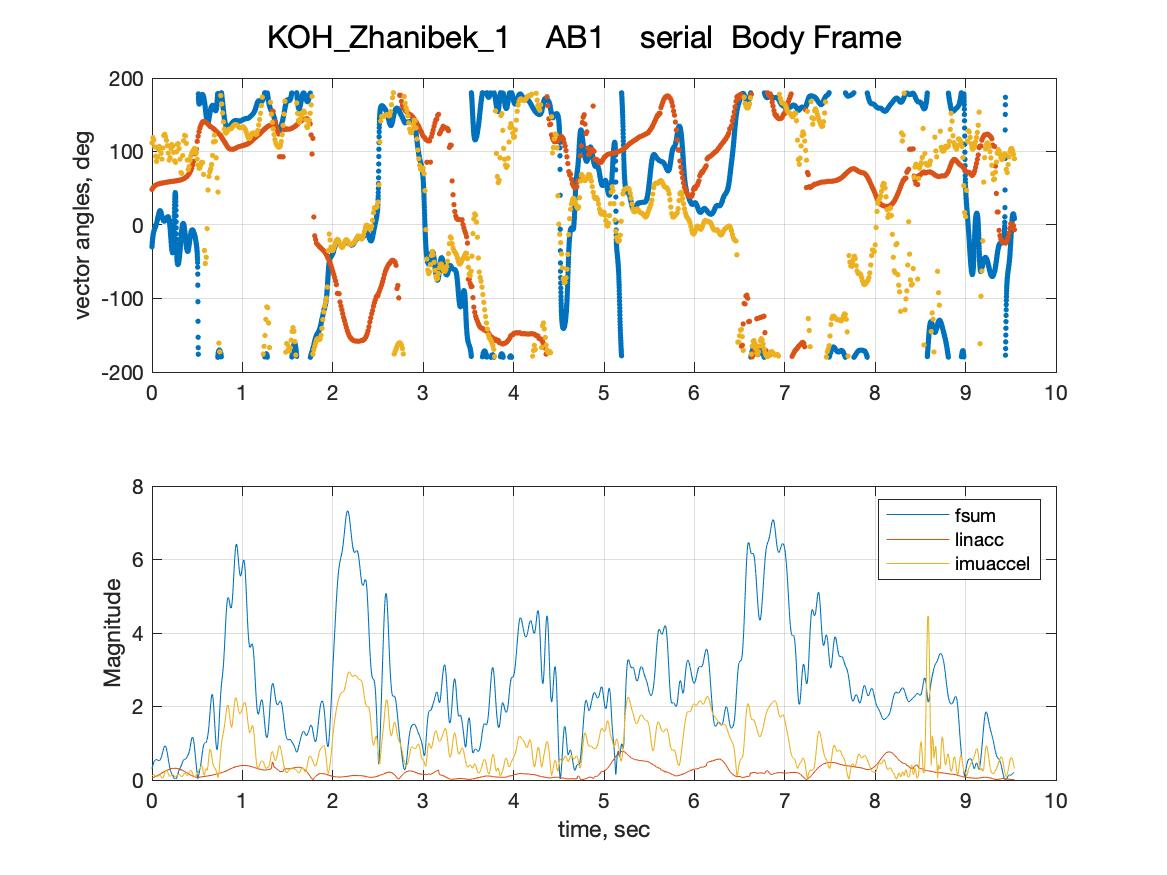 KOH_Zhanibek_1 AB1 serial Body Frame
200
100
0
-100
-200
vector angles, deg
0 1 2 3 4 5 6 7 8 9 10
8
6
4
2
0
Magnitude
fsum
linacc
imuaccel
0 1 2 3 4 5 6 7 8 9 10
time, sec